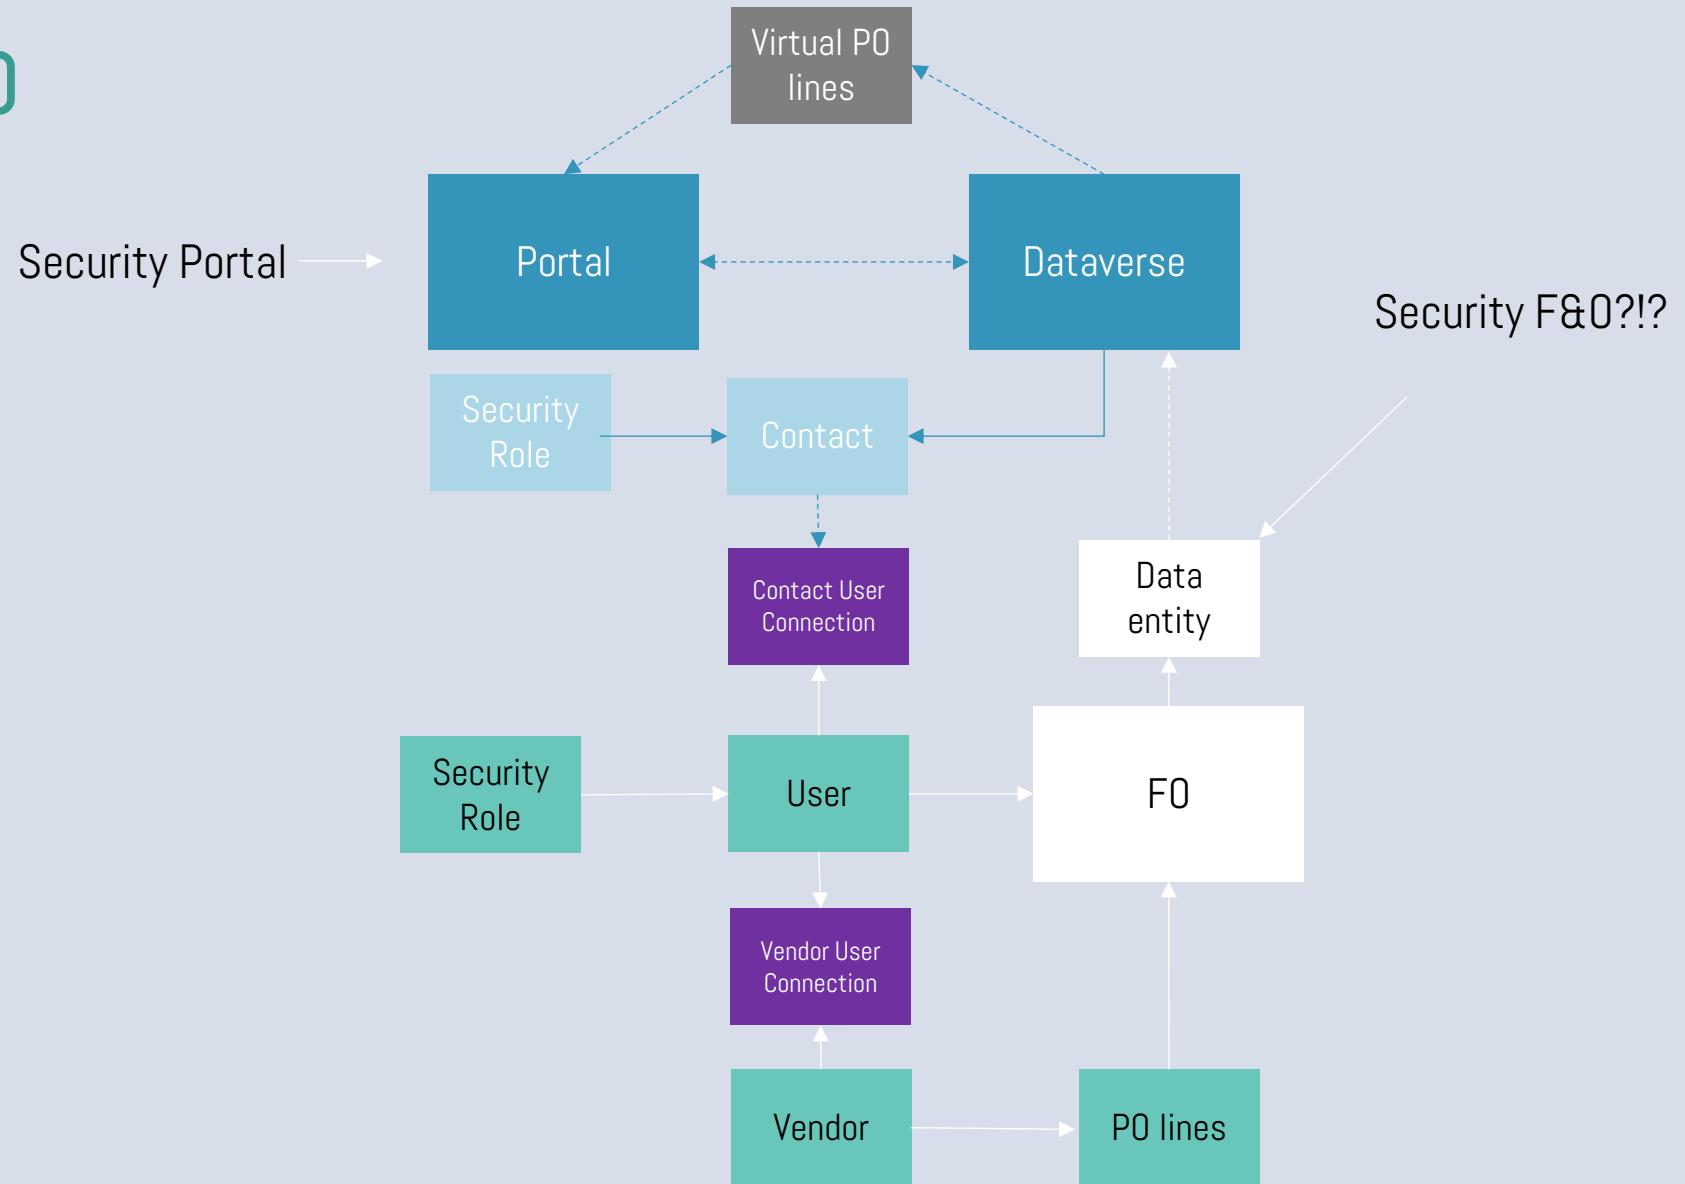 Virtual PO
lines
Security Portal
Portal
Dataverse
Security F&O?!?
Security
Role
Contact
Contact User
Connection
Data
entity
Security
Role
User
FO
Vendor User
Connection
Vendor
PO lines